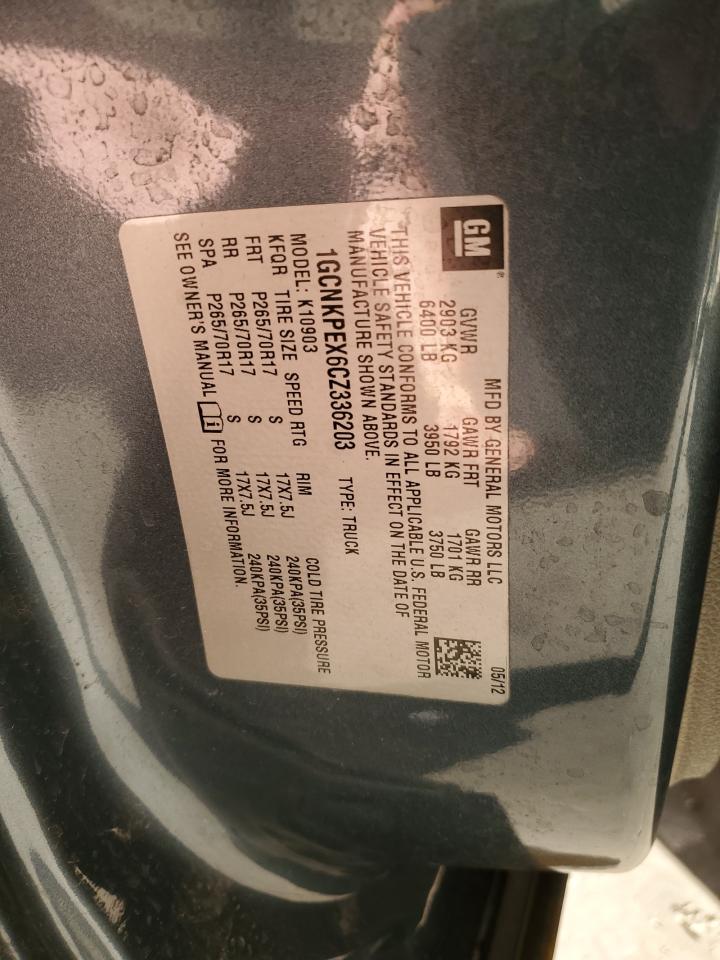 GM®
MFD BY GENERAL MOTORS LLC 05/12
GVWR GAWR FRT GAWR RR
2903 KG 1792 KG 1701 KG
6400 LB 3950 LB 3750 LB
THIS VEHICLE CONFORMS TO ALL APPLICABLE U.S. FEDERAL MOTOR
VEHICLE SAFETY STANDARDS IN EFFECT ON THE DATE OF
MANUFACTURE SHOWN ABOVE.
1GCNKPEX6CZ336203 TYPE: TRUCK
MODEL: K10903
KFQR TIRE SIZE SPEED RTG RIM COLD TIRE PRESSURE
FRT P265/70R17 S 17X7.5J 240KPA(35PSI)
RR P265/70R17 S 17X7.5J 240KPA(35PSI)
SPA P265/70R17 S 17X7.5J 240KPA(35PSI)
SEE OWNER'S MANUAL i FOR MORE INFORMATION.